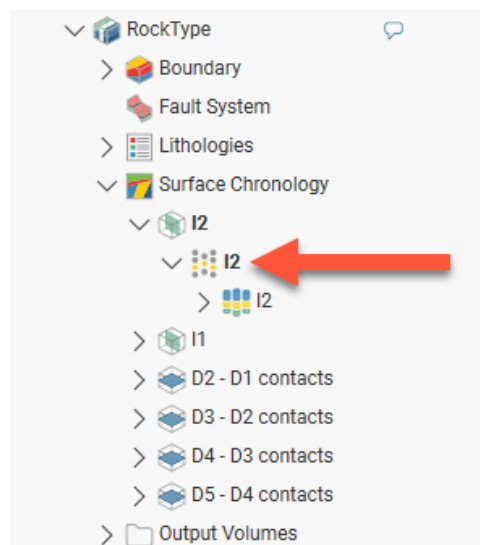 RockType
Boundary
Fault System
Lithologies
Surface Chronology
I2
I2
I2
I1
D2 - D1 contacts
D3 - D2 contacts
D4 - D3 contacts
D5 - D4 contacts
Output Volumes